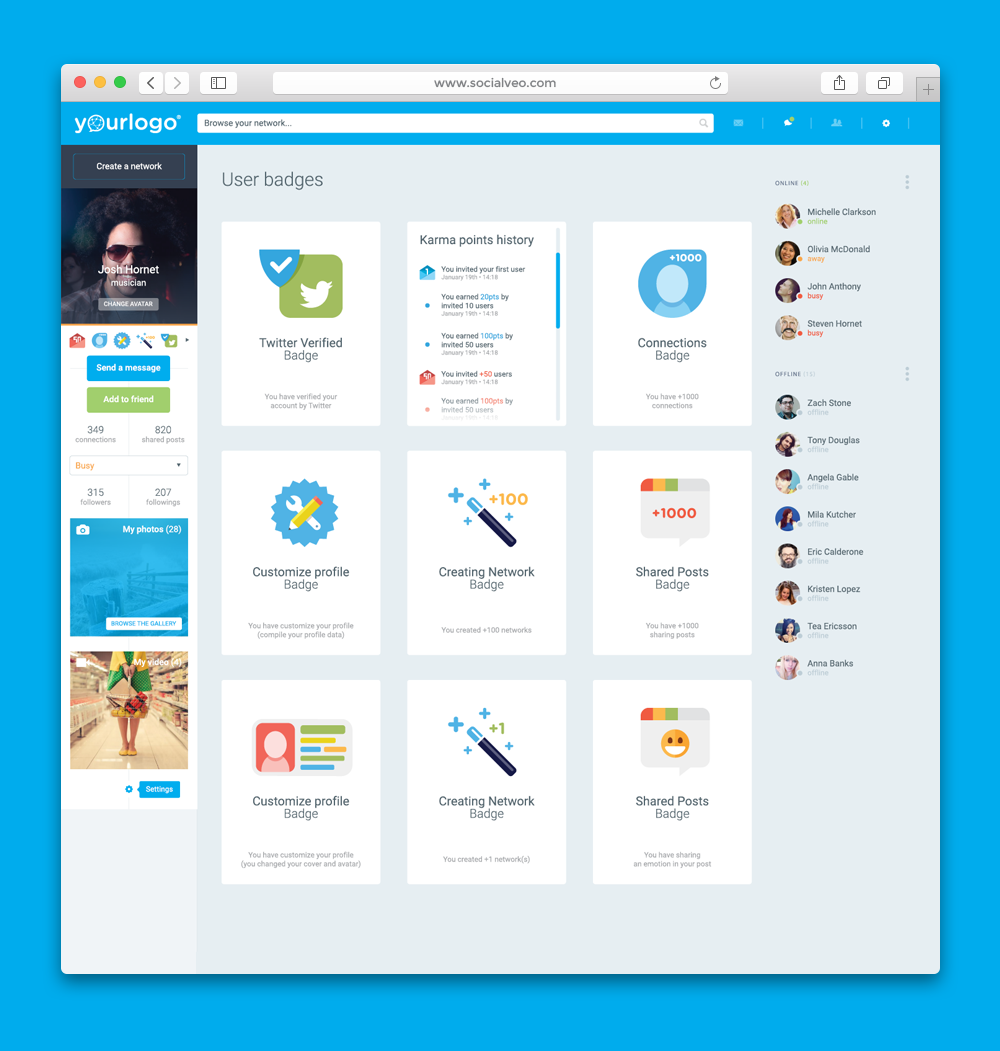 www.socialveo.com
yourlogo
Browse your network...
Create a network
Josh Hornet
musician
CHANGE AVATAR
50
Send a message
Add to friend
349
connections
820
shared posts
Busy
315
followers
207
followings
My photos (28)
BROWSE THE GALLERY
My video (4)
Settings
User badges
Twitter Verified
Badge
You have verified your
account by Twitter
Karma points history
1
You invited your first user
January 19th • 14:18
You earned 20pts by
invited 10 users
January 19th • 14:18
You earned 100pts by
invited 50 users
January 19th • 14:18
50
You invited +50 users
January 19th • 14:18
You earned 100pts by
invited 50 users
+1000
Connections
Badge
You have +1000
connections
Customize profile
Badge
You have customize your profile
(compile your profile data)
+100
Creating Network
Badge
You created +100 networks
+1000
Shared Posts
Badge
You have +1000
sharing posts
Customize profile
Badge
You have customize your profile
(you changed your cover and avatar)
+1
Creating Network
Badge
You created +1 network(s)
Shared Posts
Badge
You have sharing
an emotion in your post
ONLINE (4)
Michelle Clarkson
online
Olivia McDonald
away
John Anthony
busy
Steven Hornet
busy
OFFLINE
Zach Stone
offline
Tony Douglas
offline
Angela Gable
offline
Mila Kutcher
offline
Eric Calderone
offline
Kristen Lopez
offline
Tea Ericsson
offline
Anna Banks
offline